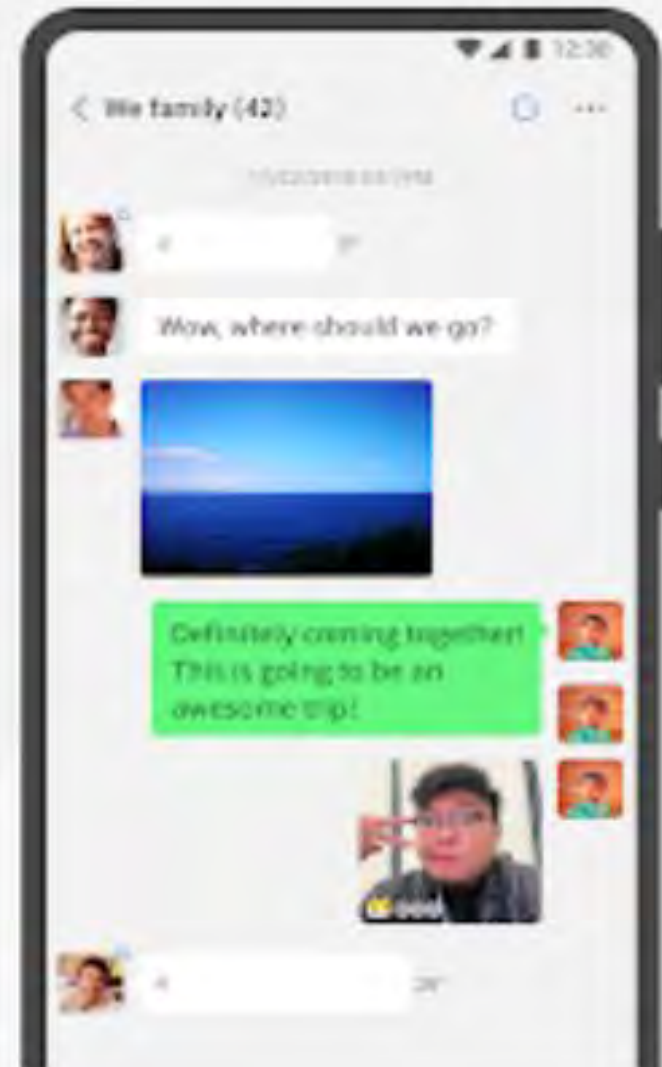 12:30
We family (42)
Wow, where should we go?
Definitely coming together!
This is going to be an
awesome trip!